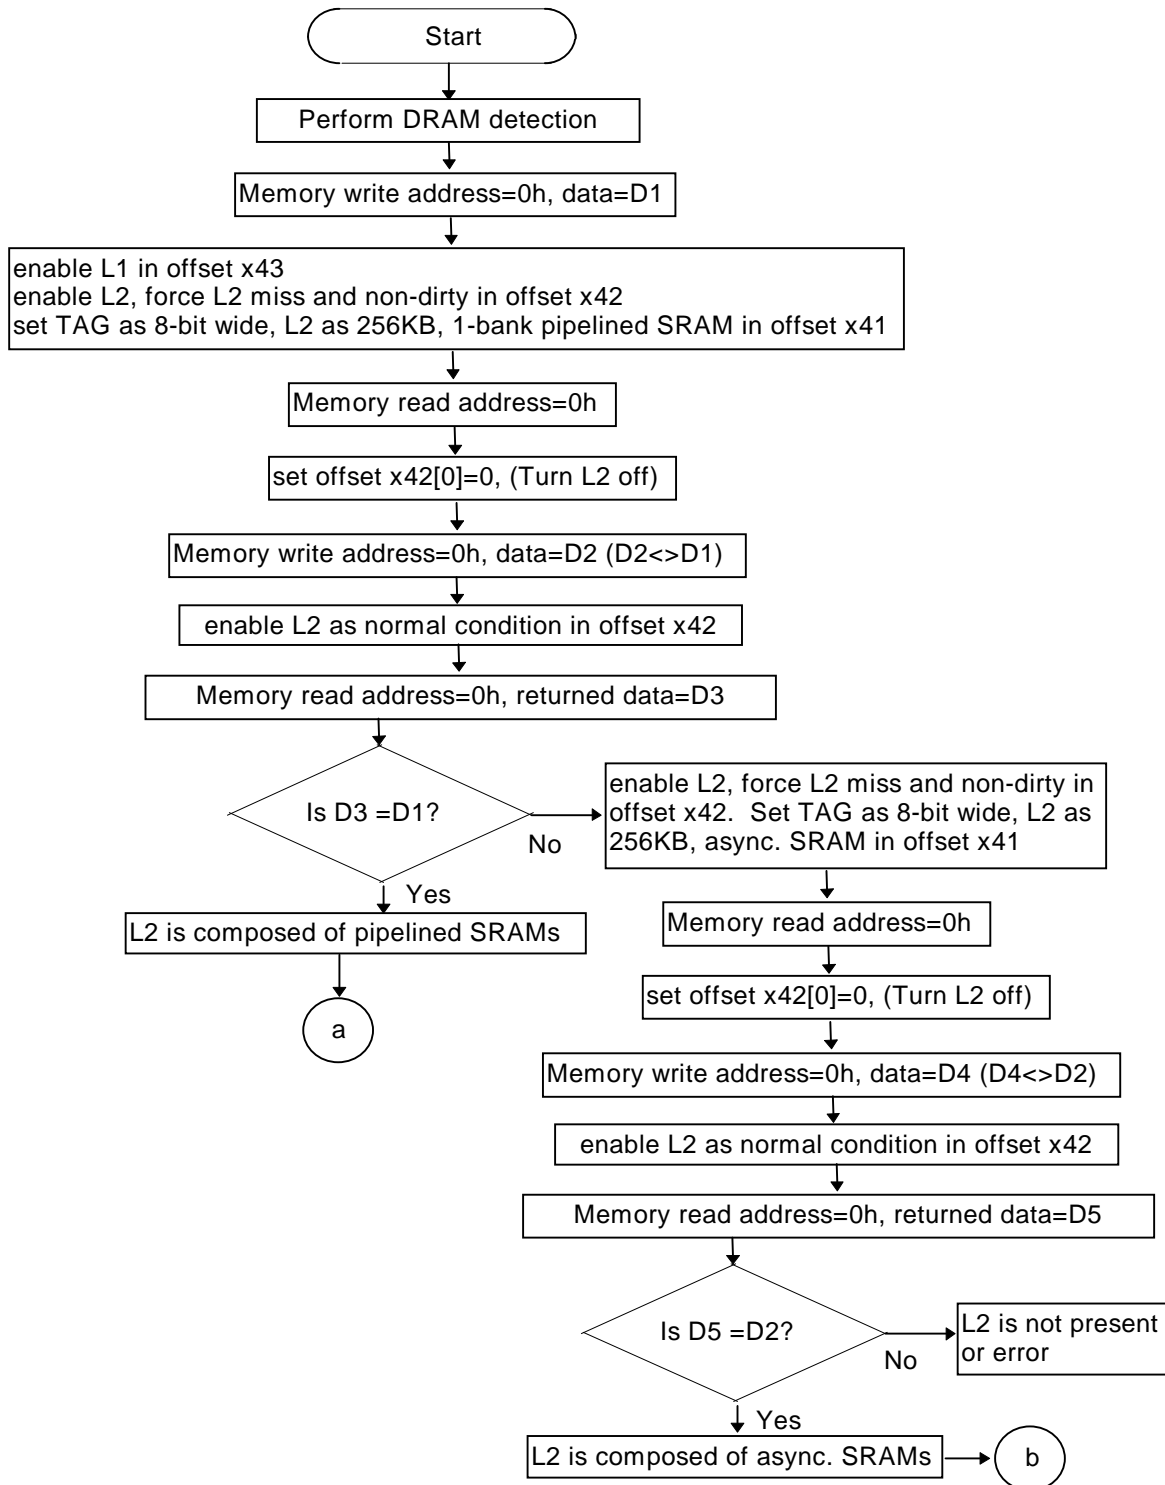 Start
Perform DRAM detection
Memory write address=0h, data=D1
enable L1 in offset x43
enable L2, force L2 miss and non-dirty in offset x42
set TAG as 8-bit wide, L2 as 256KB, 1-bank pipelined SRAM in offset x41
Memory read address=0h
set offset x42[0]=0, (Turn L2 off)
Memory write address=0h, data=D2 (D2<>D1)
enable L2 as normal condition in offset x42
Memory read address=0h, returned data=D3
Is D3 =D1?
No
Yes
L2 is composed of pipelined SRAMs
a
enable L2, force L2 miss and non-dirty in
offset x42.  Set TAG as 8-bit wide, L2 as
256KB, async. SRAM in offset x41
Memory read address=0h
set offset x42[0]=0, (Turn L2 off)
Memory write address=0h, data=D4 (D4<>D2)
enable L2 as normal condition in offset x42
Memory read address=0h, returned data=D5
Is D5 =D2?
No
L2 is not present
or error
Yes
L2 is composed of async. SRAMs
b